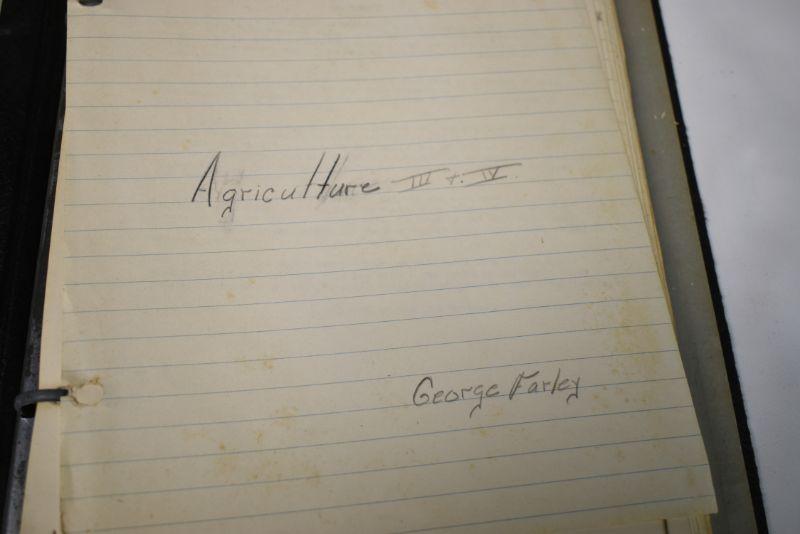 Agriculture III + IV.
George Farley